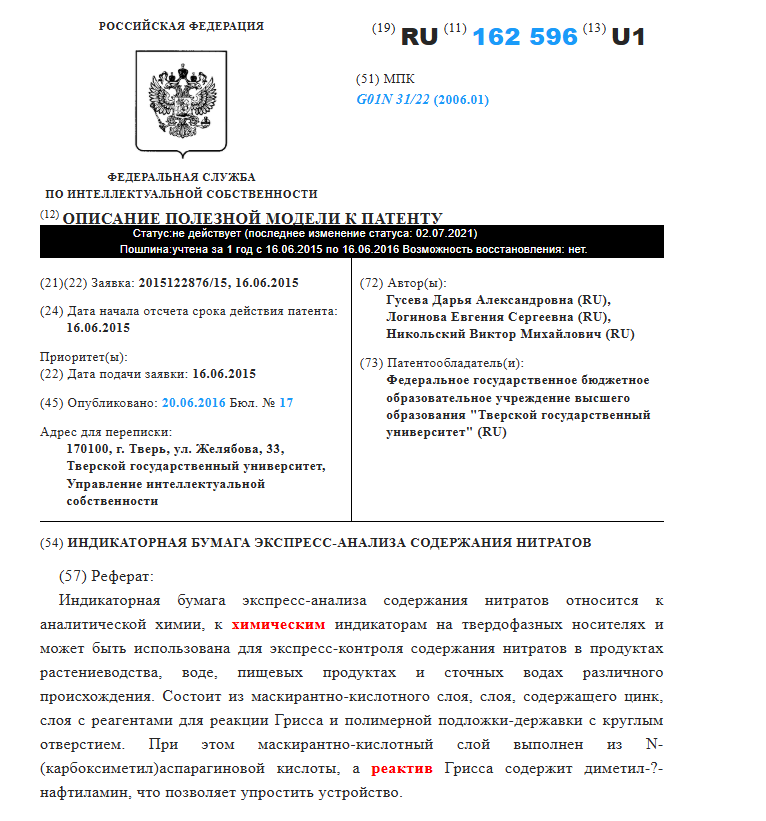 РОССИЙСКАЯ ФЕДЕРАЦИЯ
(19) RU (11) 162 596 (13) U1
(51) МПК
G01N 31/22 (2006.01)
ФЕДЕРАЛЬНАЯ СЛУЖБА
ПО ИНТЕЛЛЕКТУАЛЬНОЙ СОБСТВЕННОСТИ
(12) ОПИСАНИЕ ПОЛЕЗНОЙ МОДЕЛИ К ПАТЕНТУ
Статус:не действует (последнее изменение статуса: 02.07.2021)
Пошлина:учтена за 1 год с 16.06.2015 по 16.06.2016 Возможность восстановления: нет.
(21)(22) Заявка: 2015122876/15, 16.06.2015
(24) Дата начала отсчета срока действия патента:
16.06.2015
Приоритет(ы):
(22) Дата подачи заявки: 16.06.2015
(45) Опубликовано: 20.06.2016 Бюл. № 17
Адрес для переписки:
170100, г. Тверь, ул. Желябова, 33,
Тверской государственный университет,
Управление интеллектуальной
собственности
(72) Автор(ы):
Гусева Дарья Александровна (RU),
Логинова Евгения Сергеевна (RU),
Никольский Виктор Михайлович (RU)
(73) Патентообладатель(и):
Федеральное государственное бюджетное
образовательное учреждение высшего
образования "Тверской государственный
университет" (RU)
(54) ИНДИКАТОРНАЯ БУМАГА ЭКСПРЕСС-АНАЛИЗА СОДЕРЖАНИЯ НИТРАТОВ
(57) Реферат:
Индикаторная бумага экспресс-анализа содержания нитратов относится к
аналитической химии, к химическим индикаторам на твердофазных носителях и
может быть использована для экспресс-контроля содержания нитратов в продуктах
растениеводства, воде, пищевых продуктах и сточных водах различного
происхождения. Состоит из маскирантно-кислотного слоя, слоя, содержащего цинк,
слоя с реагентами для реакции Грисса и полимерной подложки-державки с круглым
отверстием. При этом маскирантно-кислотный слой выполнен из N-
(карбоксиметил)аспарагиновой кислоты, а реактив Грисса содержит диметил-?-
нафтиламин, что позволяет упростить устройство.